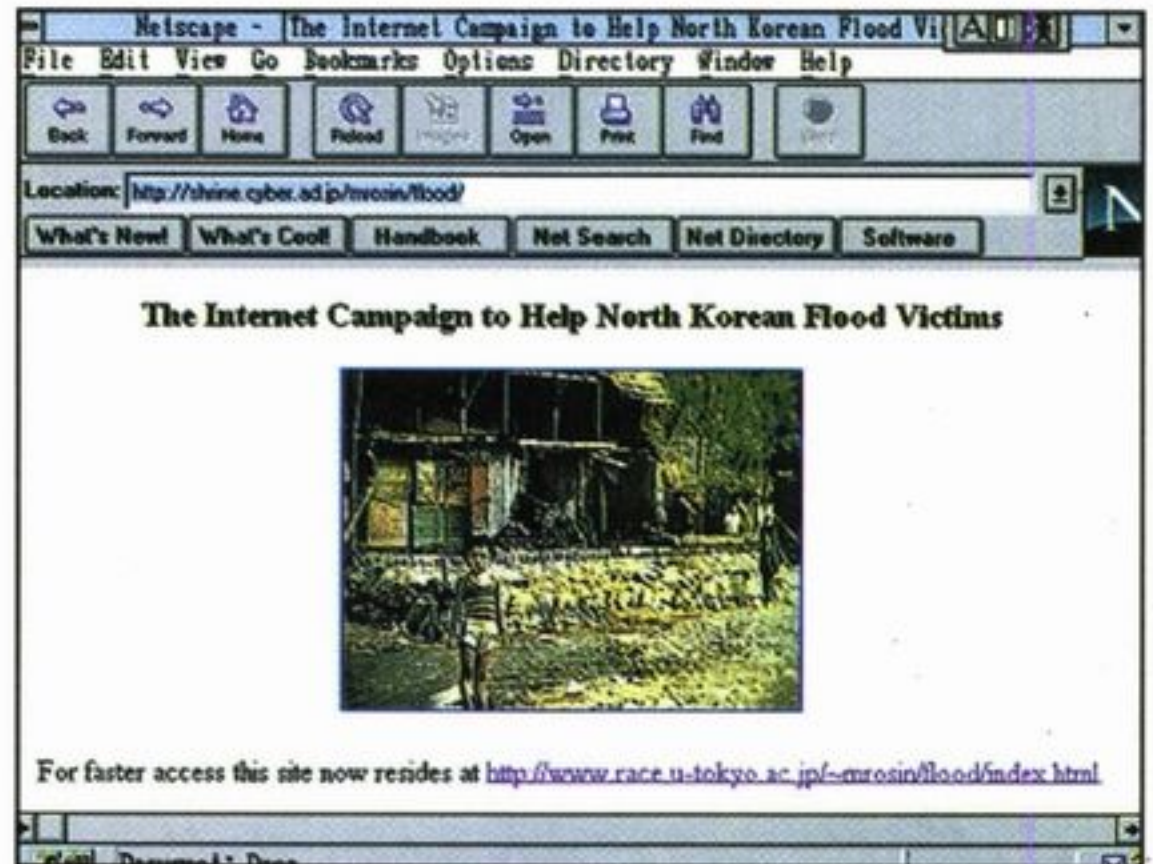 Netscape - [The Internet Campaign to Help North Korean Flood Vi
File Edit View Go Bookmarks Options Directory Window Help
Back Forward Home Reload Images Open Print Find
Location: http://shrine.cyber.ad.jp/mrosin/flood/
What's New! What's Cool! Handbook Net Search Net Directory Software
The Internet Campaign to Help North Korean Flood Victims
For faster access this site now resides at http://www.race.u-tokyo.ac.jp/~mrosin/flood/index.html
Document: Done